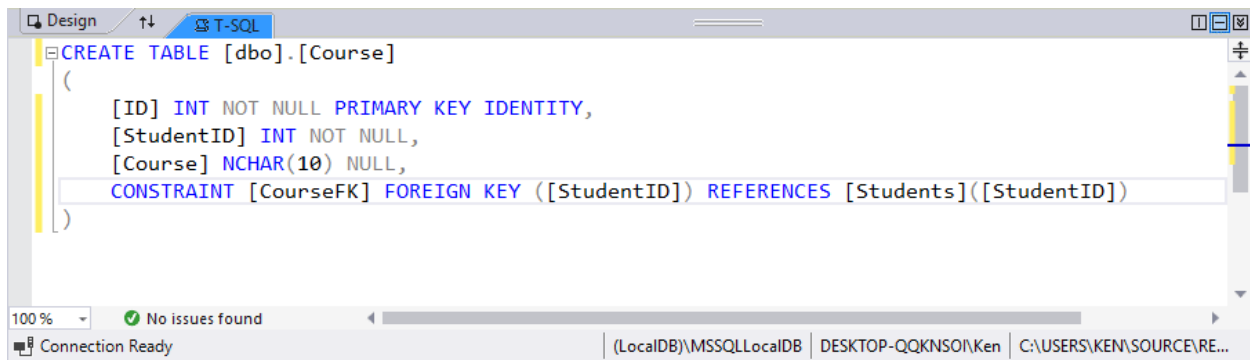 Design T-SQL
CREATE TABLE [dbo].[Course]
(
[ID] INT NOT NULL PRIMARY KEY IDENTITY,
[StudentID] INT NOT NULL,
[Course] NCHAR(10) NULL,
CONSTRAINT [CourseFK] FOREIGN KEY ([StudentID]) REFERENCES [Students]([StudentID])
)
100 % No issues found
Connection Ready (LocalDB)\MSSQLLocalDB DESKTOP-QQKNSOI\Ken C:\USERS\KEN\SOURCE\RE...